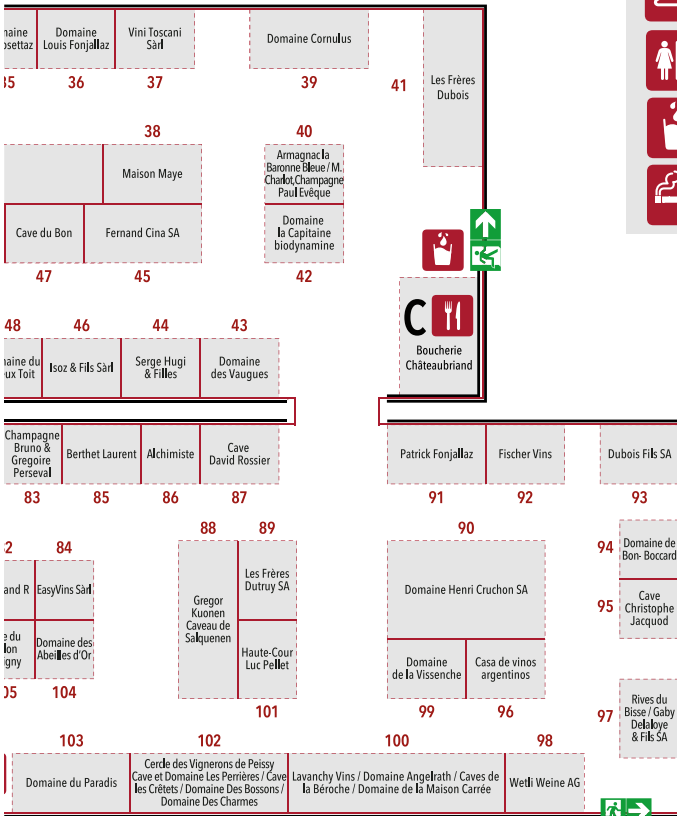 Domaine
Louis Fonjallaz
Vini Toscani
Sàrl
Domaine Cornulus
Les Frères
Dubois
36
37
39
41
38
40
Maison Maye
Armagnac la
Baronne Bleue / M.
Charlot,Champagne
Paul Evêque
Cave du Bon
Fernand Cina SA
Domaine
la Capitaine
biodynamine
47
45
42
C
Boucherie
Châteaubriand
48
46
44
43
Isoz & Fils Sàrl
Serge Hugi
& Filles
Domaine
des Vaugues
Champagne
Bruno &
Gregoire
Perseval
Berthet Laurent
Alchimiste
Cave
David Rossier
Patrick Fonjallaz
Fischer Vins
Dubois Fils SA
83
85
86
87
91
92
93
84
88
89
90
94
Domaine de
Bon- Boccard
EasyVins Sàrl
Gregor
Kuonen
Caveau de
Salquenen
Les Frères
Dutruy SA
Domaine Henri Cruchon SA
95
Cave
Christophe
Jacquod
Domaine des
Abeilles d'Or
Haute-Cour
Luc Pellet
Domaine
de la Vissenche
Casa de vinos
argentinos
104
101
99
96
97
Rives du
Bisse / Gaby
Delaloye
& Fils SA
103
102
100
98
Domaine du Paradis
Cercle des Vignerons de Peissy
Cave et Domaine Les Perrières / Cave
les Crêtets / Domaine Des Bossons /
Domaine Des Charmes
Lavanchy Vins / Domaine Angelrath / Caves de
la Béroche / Domaine de la Maison Carrée
Wetli Weine AG